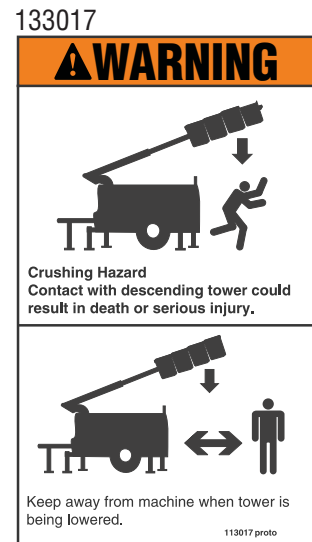 133017
WARNING
Crushing Hazard
Contact with descending tower could
result in death or serious injury.
Keep away from machine when tower is
being lowered.
113017 proto